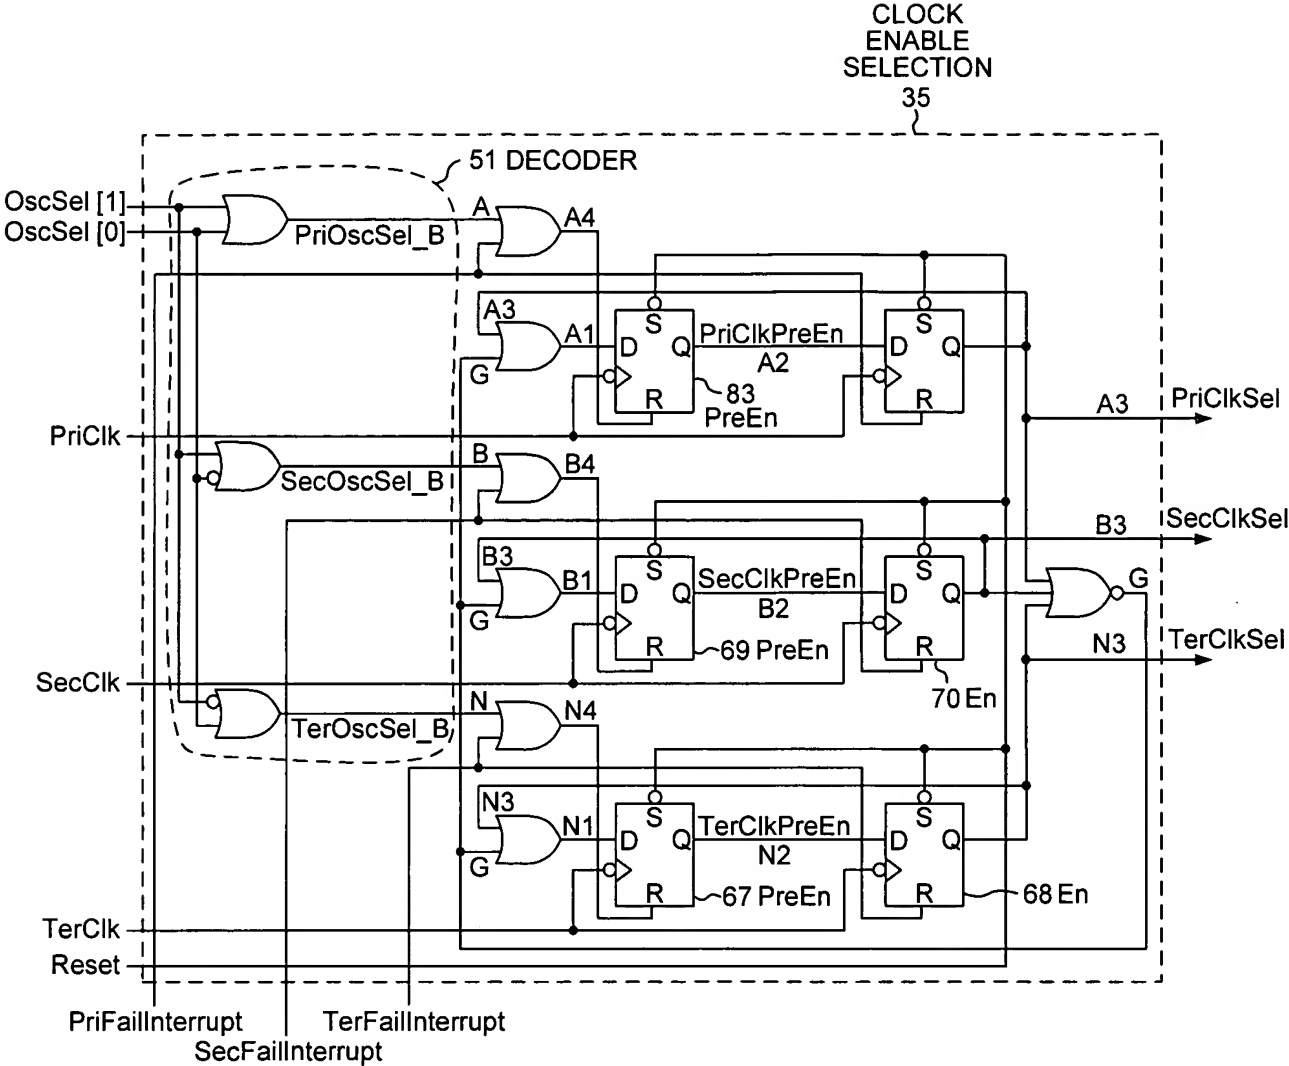 CLOCK
ENABLE
SELECTION
35
51 DECODER
OscSel [1]
OscSel [0]
PriOscSel_B
A
A4
S
S
A3
A1
G
D
Q
PriClkPreEn
A2
D
Q
R
83
PreEn
R
A3
PriClkSel
PriClk
SecOscSel_B
B
B4
B3
SecClkSel
S
S
B3
B1
G
D
Q
SecClkPreEn
B2
D
Q
G
R
69 PreEn
R
70 En
N3
TerClkSel
SecClk
TerOscSel_B
N
N4
S
S
N3
N1
G
D
Q
TerClkPreEn
N2
D
Q
R
67 PreEn
R
68 En
TerClk
Reset
PriFailInterrupt
TerFailInterrupt
SecFailInterrupt